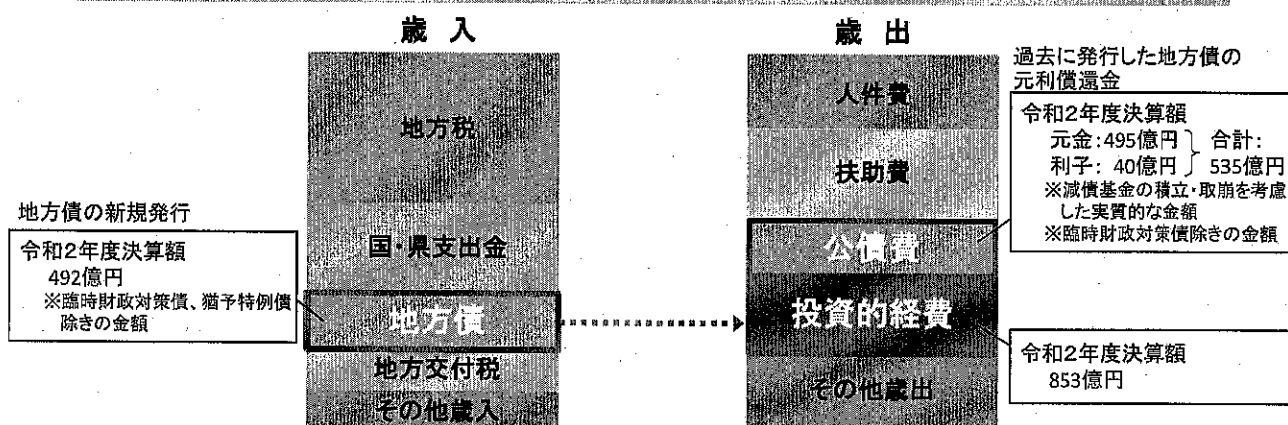 歳入
地方税
国・県支出金
地方債
地方交付税
その他歳入
地方債の新規発行
令和2年度決算額
492億円
※臨時財政対策債、猶予特例債
除きの金額
歳出
人件費
扶助費
公債費
投資的経費
その他歳出
過去に発行した地方債の
元利償還金
令和2年度決算額
元金:495億円 合計:
利子: 40億円 535億円
※減債基金の積立・取崩を考慮
した実質的な金額
※臨時財政対策債除きの金額
令和2年度決算額
853億円